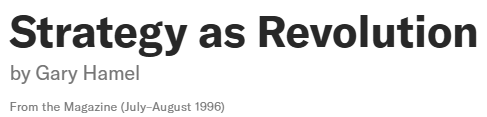 Strategy as Revolution
by Gary Hamel
From the Magazine (July–August 1996)